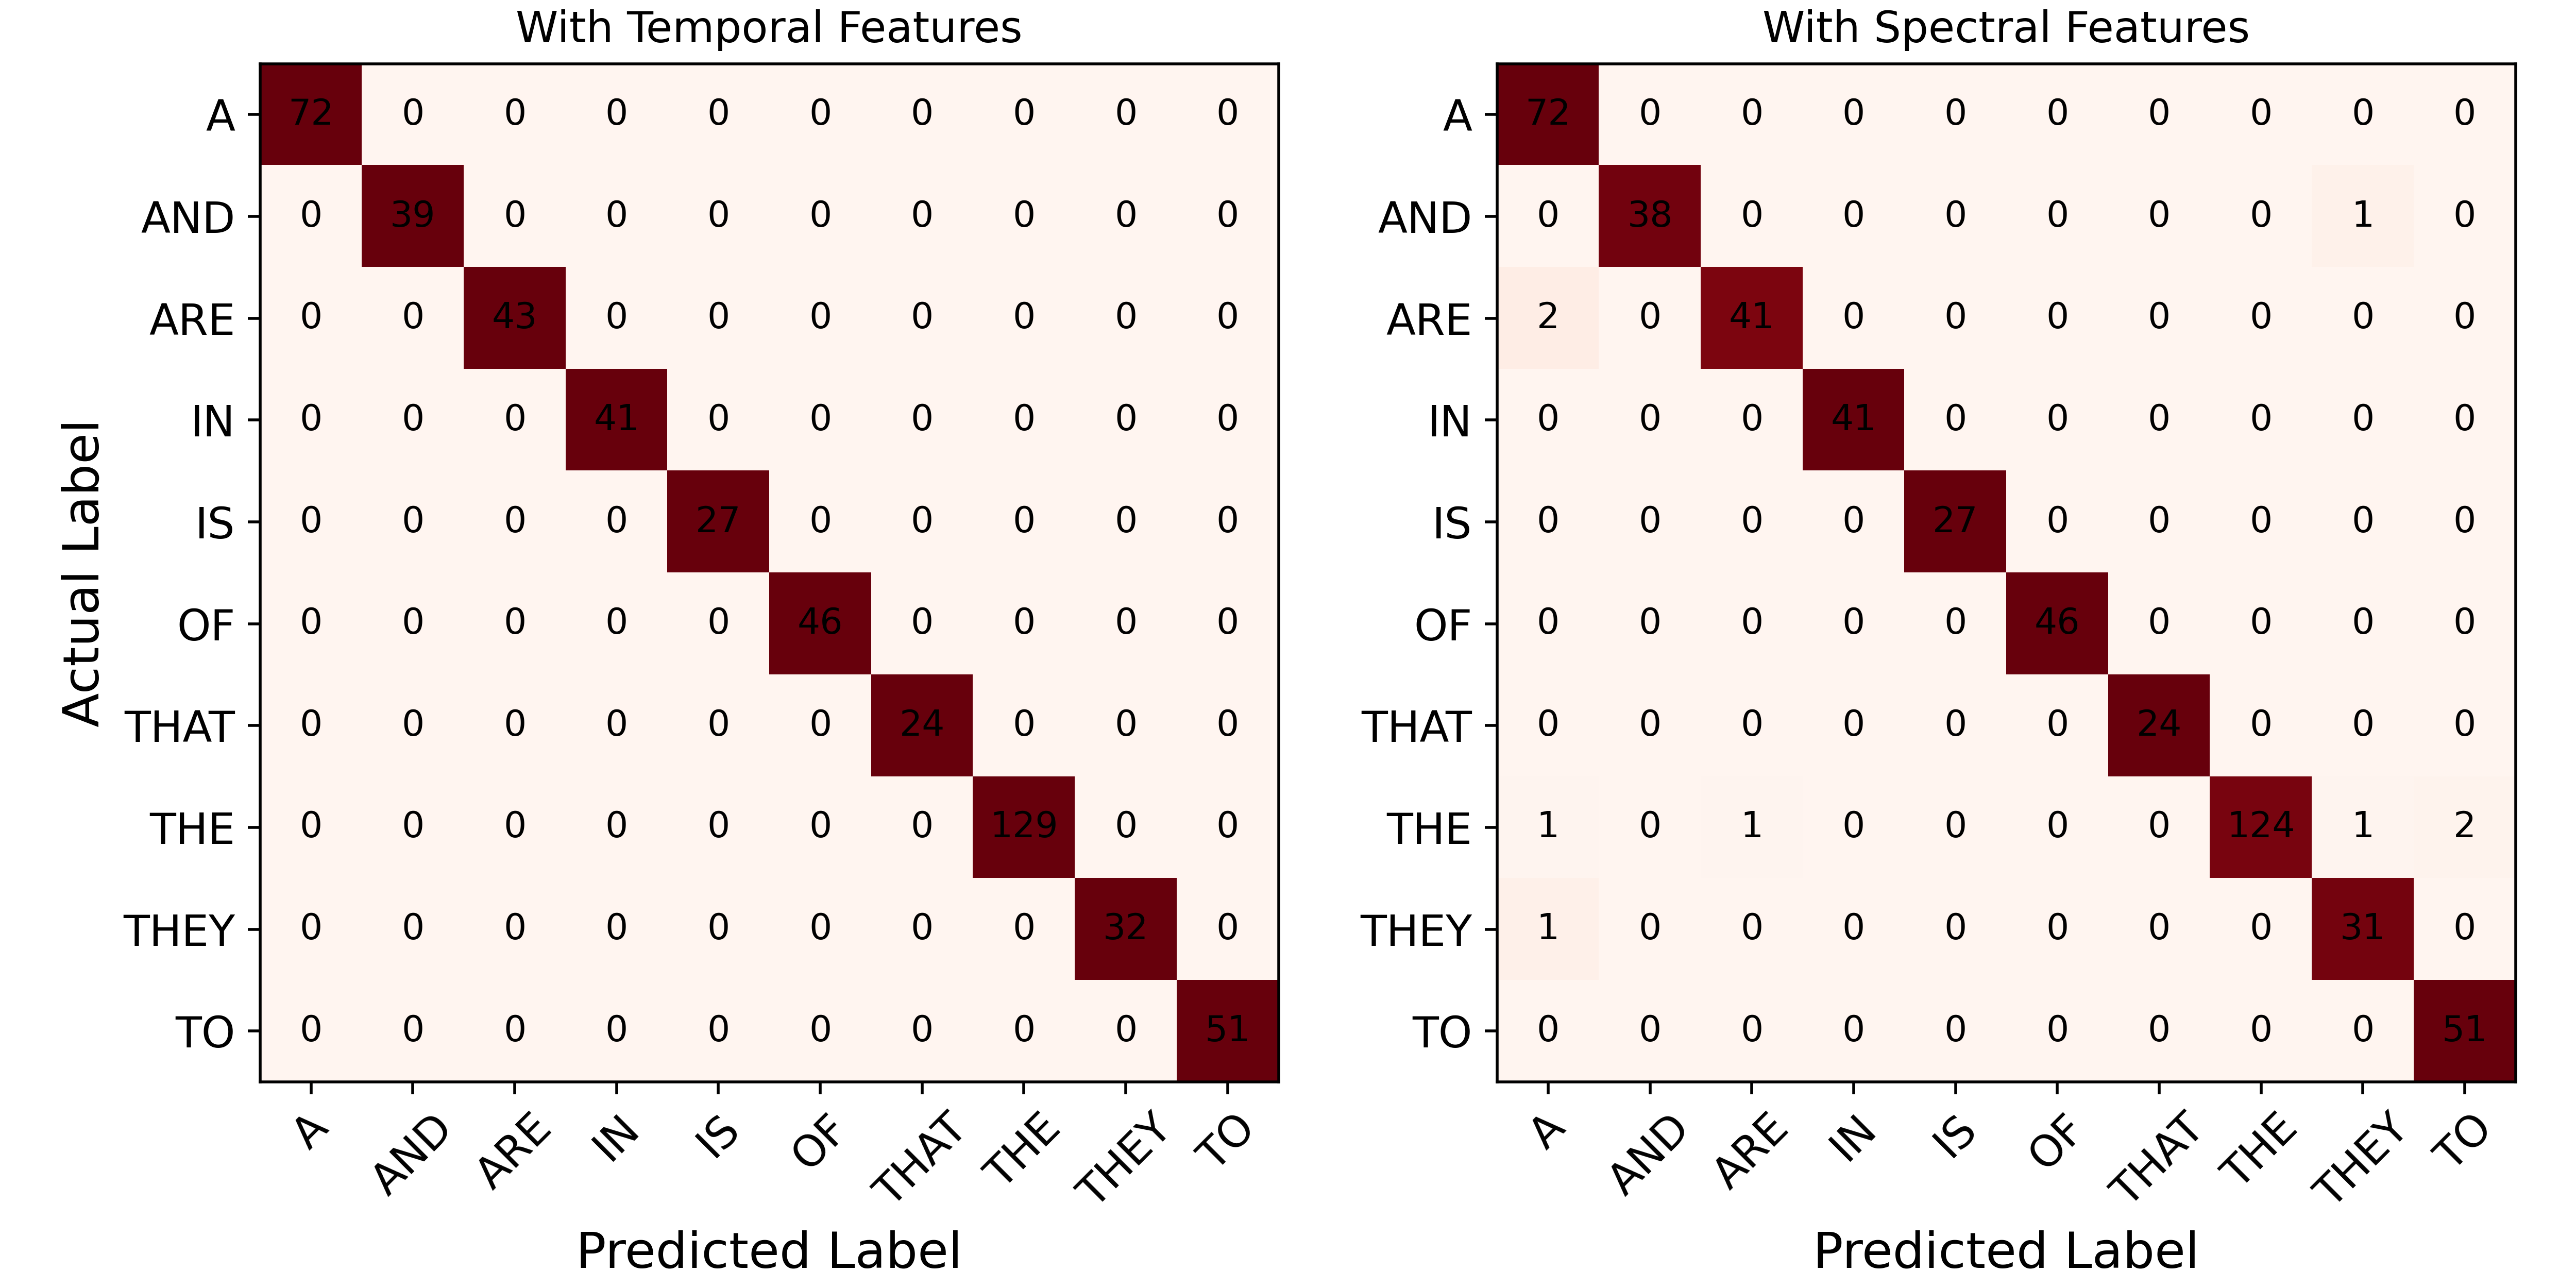 With Temporal Features
A 72 0 0 0 0 0 0 0 0 0
AND 0 39 0 0 0 0 0 0 0 0
ARE 0 0 43 0 0 0 0 0 0 0
IN 0 0 0 41 0 0 0 0 0 0
IS 0 0 0 0 27 0 0 0 0 0
OF 0 0 0 0 0 46 0 0 0 0
THAT 0 0 0 0 0 0 24 0 0 0
THE 0 0 0 0 0 0 0 129 0 0
THEY 0 0 0 0 0 0 0 0 32 0
TO 0 0 0 0 0 0 0 0 0 51
A AND ARE IN IS OF THAT THE THEY TO
Actual Label
Predicted Label
With Spectral Features
A 72 0 0 0 0 0 0 0 0 0
AND 0 38 0 0 0 0 0 0 1 0
ARE 2 0 41 0 0 0 0 0 0 0
IN 0 0 0 41 0 0 0 0 0 0
IS 0 0 0 0 27 0 0 0 0 0
OF 0 0 0 0 0 46 0 0 0 0
THAT 0 0 0 0 0 0 24 0 0 0
THE 1 0 1 0 0 0 0 124 1 2
THEY 1 0 0 0 0 0 0 0 31 0
TO 0 0 0 0 0 0 0 0 0 51
A AND ARE IN IS OF THAT THE THEY TO
Predicted Label